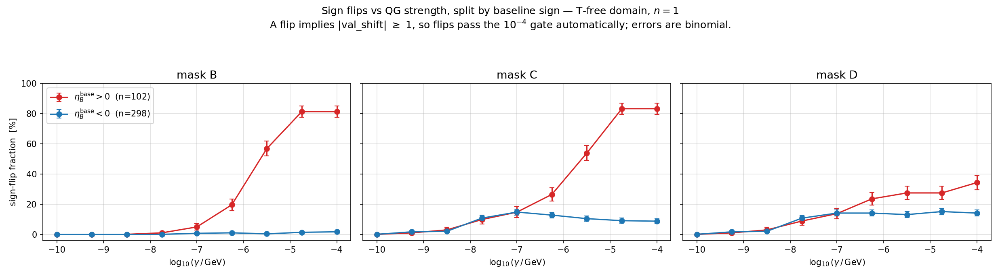 Sign flips vs QG strength, split by baseline sign — T-free domain, n = 1
A flip implies |val_shift| ≥ 1, so flips pass the 10⁻⁴ gate automatically; errors are binomial.
mask B
mask C
mask D
100
80
60
40
20
0
sign-flip fraction [%]
η_B^base > 0 (n=102)
η_B^base < 0 (n=298)
−10 −9 −8 −7 −6 −5 −4
−10 −9 −8 −7 −6 −5 −4
−10 −9 −8 −7 −6 −5 −4
log₁₀(γ/GeV)
log₁₀(γ/GeV)
log₁₀(γ/GeV)